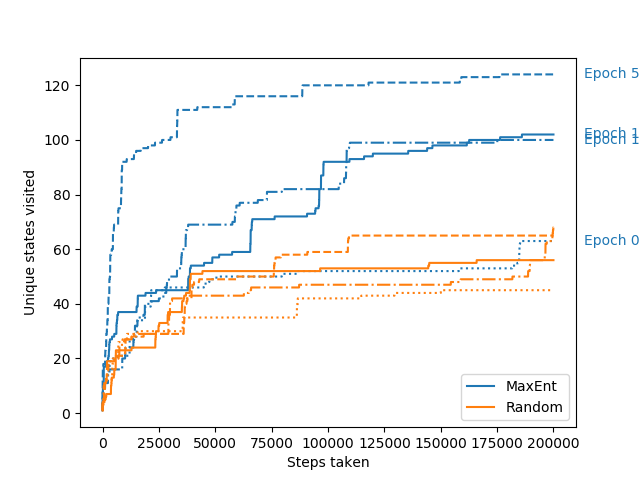 Epoch 5
Epoch 1
Epoch 1
Epoch 0
120
100
80
60
40
20
0
Unique states visited
MaxEnt
Random
0 25000 50000 75000 100000 125000 150000 175000 200000
Steps taken